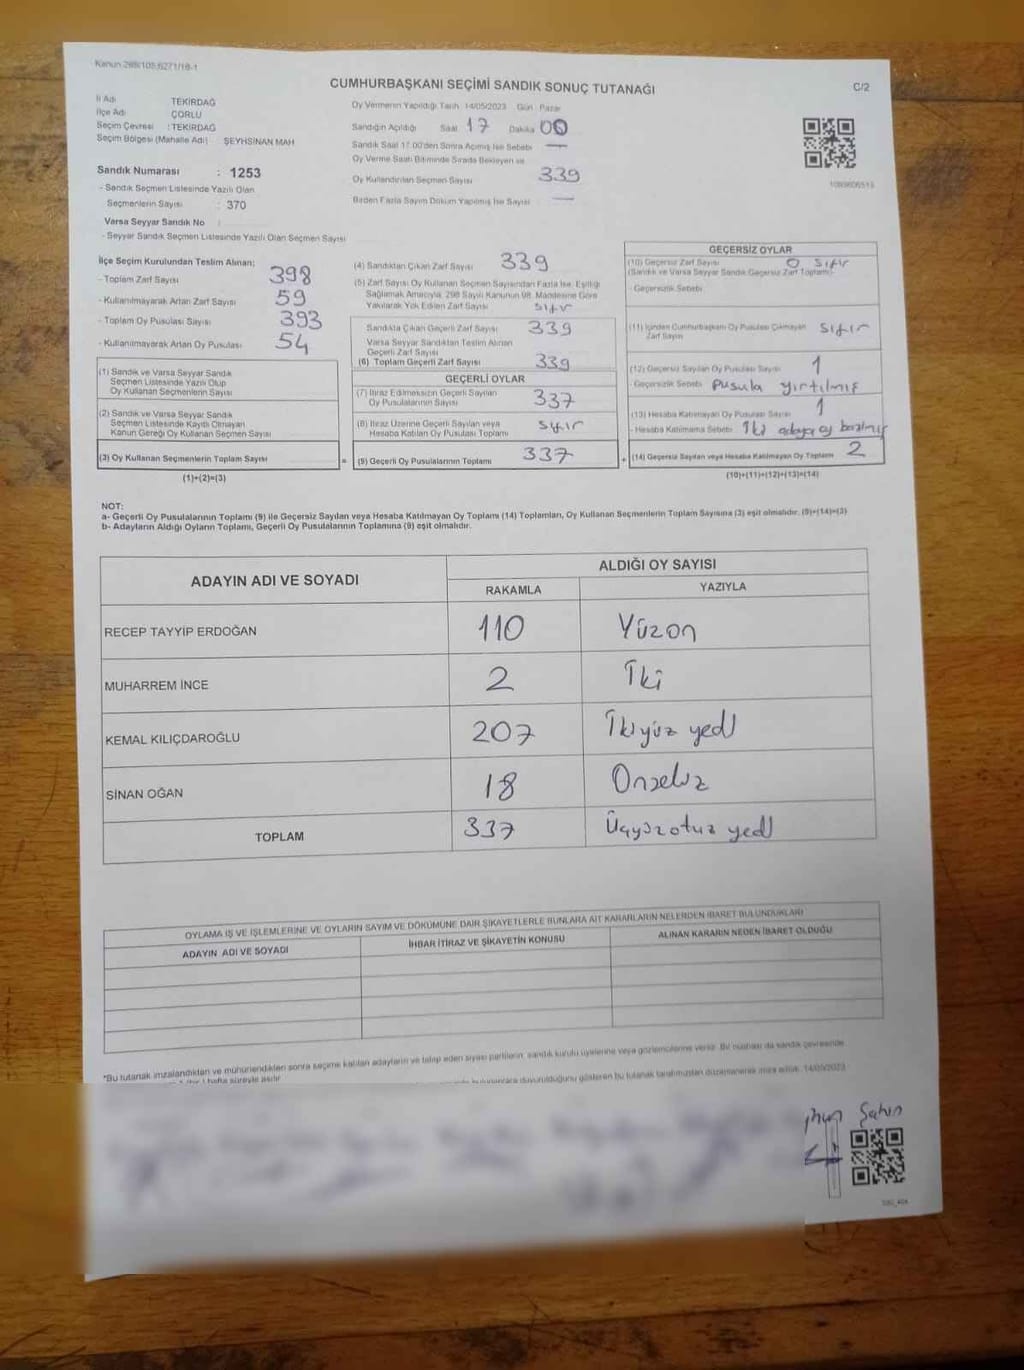 Kanun 298/105,6271/18-1
CUMHURBAŞKANI SEÇİMİ SANDIK SONUÇ TUTANAĞI
C/2
İl Adı TEKİRDAĞ
İlçe Adı ÇORLU
Seçim Çevresi : TEKİRDAĞ
Seçim Bölgesi (Mahalle Adı) ŞEYHSİNAN MAH
Sandık Numarası : 1253
- Sandık Seçmen Listesinde Yazılı Olan
Seçmenlerin Sayısı : 370
Varsa Seyyar Sandık No :
- Seyyar Sandık Seçmen Listesinde Yazılı Olan Seçmen Sayısı
Oy Vermenin Yapıldığı Tarih 14/05/2023 Gün Pazar
Sandığın Açıldığı Saat 17 Dakika 00
Sandık Saat 17:00'den Sonra Açılmış İse Sebebi —
Oy Verme Saati Bitiminde Sırada Bekleyen ve
Oy Kullandırılan Seçmen Sayısı 339
Birden Fazla Sayım Döküm Yapılmış İse Sayısı —
İlçe Seçim Kurulundan Teslim Alınan;
- Toplam Zarf Sayısı 398
- Kullanılmayarak Artan Zarf Sayısı 59
- Toplam Oy Pusulası Sayısı 393
- Kullanılmayarak Artan Oy Pusulası 54
(1) Sandık ve Varsa Seyyar Sandık
Seçmen Listesinde Yazılı Olup
Oy Kullanan Seçmenlerin Sayısı
(2) Sandık ve Varsa Seyyar Sandık
Seçmen Listesinde Kayıtlı Olmayan
Kanun Gereği Oy Kullanan Seçmen Sayısı
(3) Oy Kullanan Seçmenlerin Toplam Sayısı
(1)+(2)=(3)
(4) Sandıktan Çıkan Zarf Sayısı 339
(5) Zarf Sayısı Oy Kullanan Seçmen Sayısından Fazla İse, Eşitliği
Sağlamak Amacıyla, 298 Sayılı Kanunun 98. Maddesine Göre
Yakılarak Yok Edilen Zarf Sayısı sıfır
Sandıkta Çıkan Geçerli Zarf Sayısı 339
Varsa Seyyar Sandıktan Teslim Alınan
Geçerli Zarf Sayısı
(6) Toplam Geçerli Zarf Sayısı 339
GEÇERLİ OYLAR
(7) İtiraz Edilmeksizin Geçerli Sayılan
Oy Pusulalarının Sayısı 337
(8) İtiraz Üzerine Geçerli Sayılan veya
Hesaba Katılan Oy Pusulası Toplamı sıfır
= (9) Geçerli Oy Pusulalarının Toplamı 337 +
GEÇERSİZ OYLAR
(10) Geçersiz Zarf Sayısı 0 sıfır
(Sandık ve Varsa Seyyar Sandık Geçersiz Zarf Toplamı)
- Geçersizlik Sebebi
(11) İçinden Cumhurbaşkanı Oy Pusulası Çıkmayan
Zarf Sayısı sıfır
(12) Geçersiz Sayılan Oy Pusulası Sayısı 1
- Geçersizlik Sebebi Pusula yırtılmış
(13) Hesaba Katılmayan Oy Pusulası Sayısı 1
- Hesaba Katılmama Sebebi İki adaya oy basılmış
(14) Geçersiz Sayılan veya Hesaba Katılmayan Oy Toplamı 2
(10)+(11)+(12)+(13)=(14)
NOT:
a- Geçerli Oy Pusulalarının Toplamı (9) ile Geçersiz Sayılan veya Hesaba Katılmayan Oy Toplamı (14) Toplamları, Oy Kullanan Seçmenlerin Toplam Sayısına (3) eşit olmalıdır. (9)+(14)=(3)
b- Adayların Aldığı Oyların Toplamı, Geçerli Oy Pusulalarının Toplamına (9) eşit olmalıdır.
ADAYIN ADI VE SOYADI
ALDIĞI OY SAYISI
RAKAMLA YAZIYLA
RECEP TAYYİP ERDOĞAN 110 Yüzon
MUHARREM İNCE 2 İki
KEMAL KILIÇDAROĞLU 207 İkiyüz yedi
SİNAN OĞAN 18 Onsekiz
TOPLAM 337 Üçyüzotuz yedi
OYLAMA İŞ VE İŞLEMLERİNE VE OYLARIN SAYIM VE DÖKÜMÜNE DAİR ŞİKAYETLERLE BUNLARA AİT KARARLARIN NELERDEN İBARET BULUNDUKLARI
ADAYIN ADI VE SOYADI İHBAR İTİRAZ VE ŞİKAYETİN KONUSU ALINAN KARARIN NEDEN İBARET OLDUĞU
*Bu tutanak imzalandıktan ve mühürlendikten sonra seçime katılan adayların ve talep eden siyasi partilerin, sandık kurulu üyelerine veya gözlemcilerine verilir. Bir nüshası da sandık çevresinde
hafta süreyle asılır duyurulduğunu gösteren bu tutanak tarafımızdan düzenlenerek imza edildi. 14/05/2023
Şahin